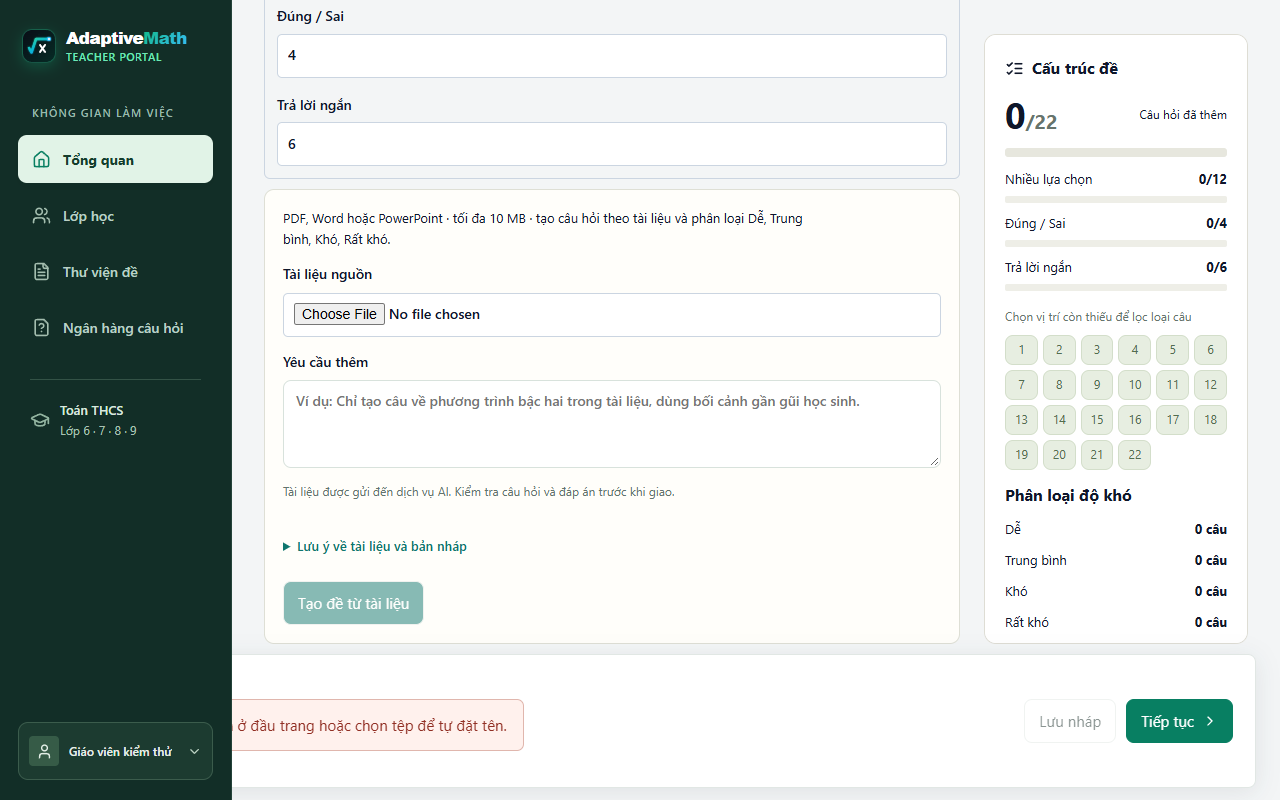 AdaptiveMath
TEACHER PORTAL
KHÔNG GIAN LÀM VIỆC
Tổng quan
Lớp học
Thư viện đề
Ngân hàng câu hỏi
Toán THCS
Lớp 6 · 7 · 8 · 9
Giáo viên kiểm thử
Đúng / Sai
4
Trả lời ngắn
6
PDF, Word hoặc PowerPoint · tối đa 10 MB · tạo câu hỏi theo tài liệu và phân loại Dễ, Trung
bình, Khó, Rất khó.
Tài liệu nguồn
Choose File No file chosen
Yêu cầu thêm
Ví dụ: Chỉ tạo câu về phương trình bậc hai trong tài liệu, dùng bối cảnh gần gũi học sinh.
Tài liệu được gửi đến dịch vụ AI. Kiểm tra câu hỏi và đáp án trước khi giao.
Lưu ý về tài liệu và bản nháp
Tạo đề từ tài liệu
ở đầu trang hoặc chọn tệp để tự đặt tên.
Lưu nháp
Tiếp tục
Cấu trúc đề
0/22
Câu hỏi đã thêm
Nhiều lựa chọn 0/12
Đúng / Sai 0/4
Trả lời ngắn 0/6
Chọn vị trí còn thiếu để lọc loại câu
1 2 3 4 5 6
7 8 9 10 11 12
13 14 15 16 17 18
19 20 21 22
Phân loại độ khó
Dễ 0 câu
Trung bình 0 câu
Khó 0 câu
Rất khó 0 câu